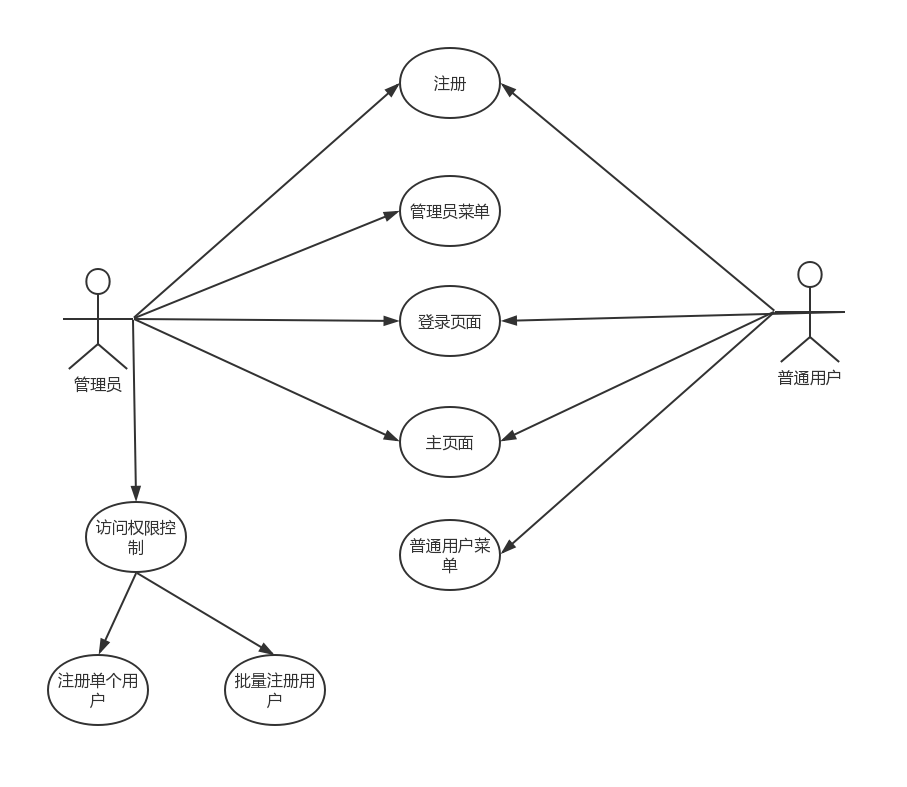 注册
管理员菜单
登录页面
管理员
普通用户
主页面
访问权限控
制
普通用户菜
单
注册单个用
户
批量注册用
户